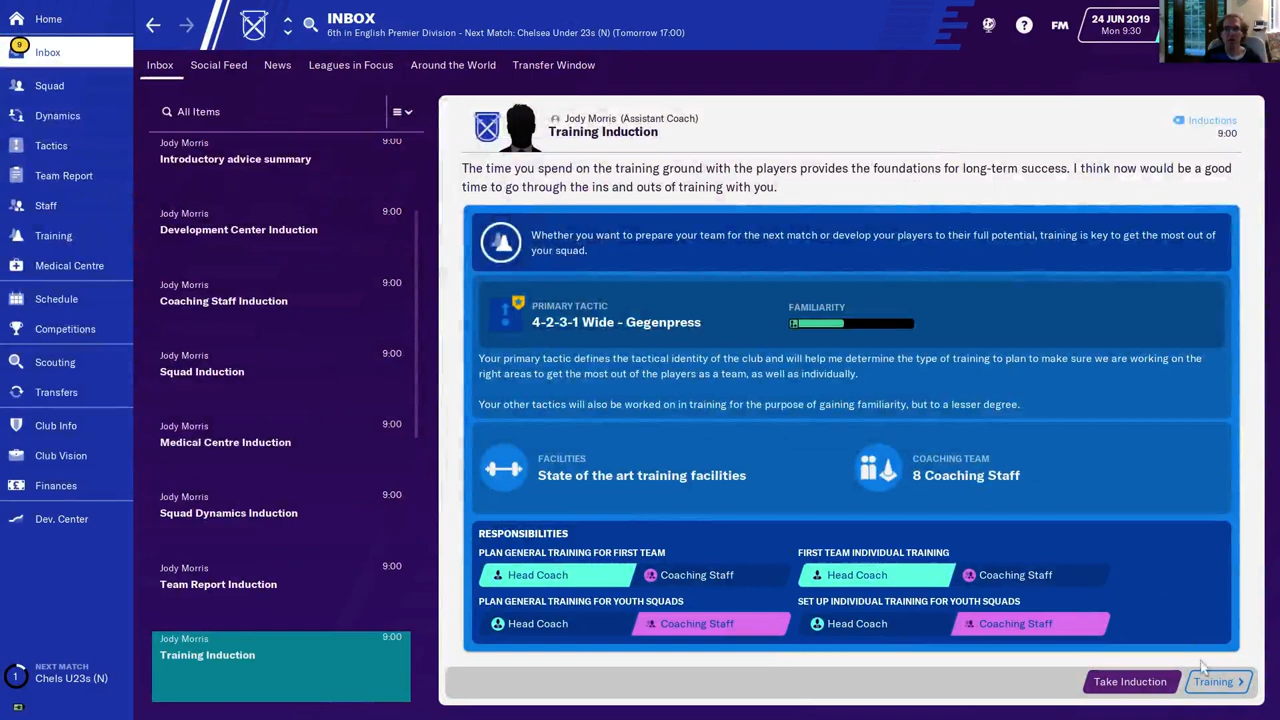 Home
9
Inbox
Squad
Dynamics
Tactics
Team Report
Staff
Training
Medical Centre
Schedule
Competitions
Scouting
Transfers
Club Info
Club Vision
Finances
Dev. Center
1
NEXT MATCH
Chels U23s (N)
INBOX
6th in English Premier Division - Next Match: Chelsea Under 23s (N) (Tomorrow 17:00)
?
FM
24 JUN 2019
Mon 9:30
Inbox
Social Feed
News
Leagues in Focus
Around the World
Transfer Window
All Items
9:00
Introductory advice summary
Jody Morris 9:00
Development Center Induction
Jody Morris 9:00
Coaching Staff Induction
Jody Morris 9:00
Squad Induction
Jody Morris 9:00
Medical Centre Induction
Jody Morris 9:00
Squad Dynamics Induction
Jody Morris 9:00
Team Report Induction
Jody Morris 9:00
Training Induction
Jody Morris (Assistant Coach)
Training Induction
Inductions
9:00
The time you spend on the training ground with the players provides the foundations for long-term success. I think now would be a good
time to go through the ins and outs of training with you.
Whether you want to prepare your team for the next match or develop your players to their full potential, training is key to get the most out of
your squad.
PRIMARY TACTIC
4-2-3-1 Wide - Gegenpress
FAMILIARITY
Your primary tactic defines the tactical identity of the club and will help me determine the type of training to plan to make sure we are working on the
right areas to get the most out of the players as a team, as well as individually.
Your other tactics will also be worked on in training for the purpose of gaining familiarity, but to a lesser degree.
FACILITIES
State of the art training facilities
COACHING TEAM
8 Coaching Staff
RESPONSIBILITIES
PLAN GENERAL TRAINING FOR FIRST TEAM
Head Coach
Coaching Staff
FIRST TEAM INDIVIDUAL TRAINING
Head Coach
Coaching Staff
PLAN GENERAL TRAINING FOR YOUTH SQUADS
Head Coach
Coaching Staff
SET UP INDIVIDUAL TRAINING FOR YOUTH SQUADS
Head Coach
Coaching Staff
Take Induction
Training